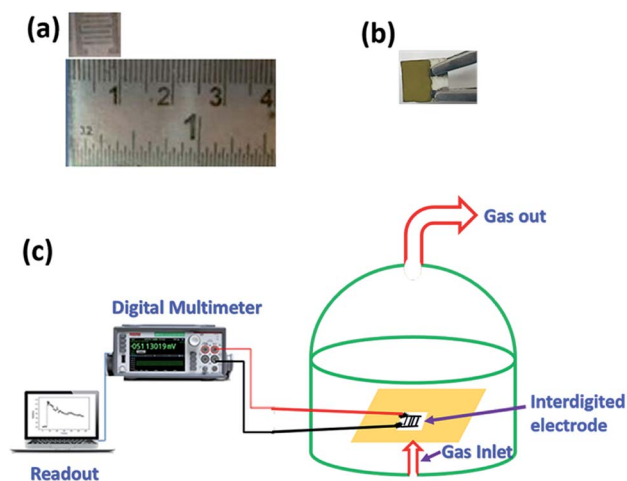 (a)
(b)
1 2 3 4
32
1
(c)
Gas out
Digital Multimeter
-05113019mV
Interdigited
electrode
Gas Inlet
Readout